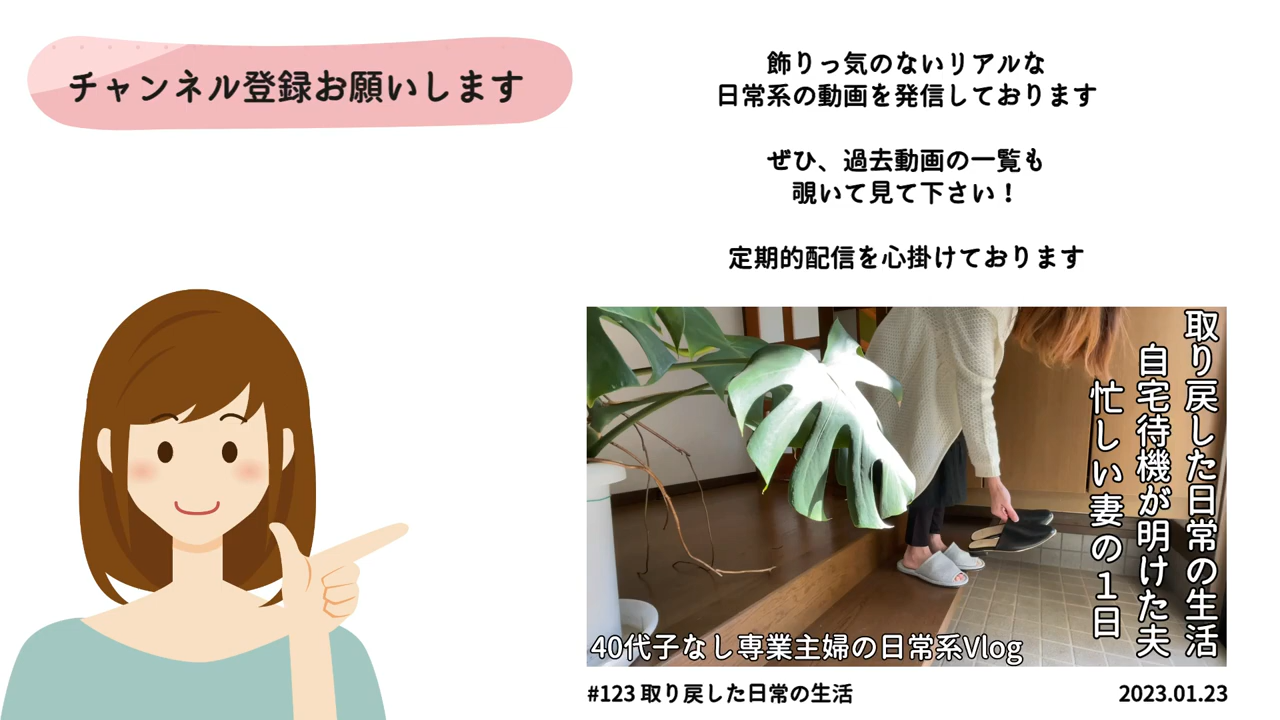 チャンネル登録お願いします
飾りっ気のないリアルな
日常系の動画を発信しております
ぜひ、過去動画の一覧も
覗いて見て下さい！
定期的配信を心掛けております
取り戻した日常の生活
自宅待機が明けた夫
忙しい妻の１日
40代子なし専業主婦の日常系Vlog
#123 取り戻した日常の生活
2023.01.23